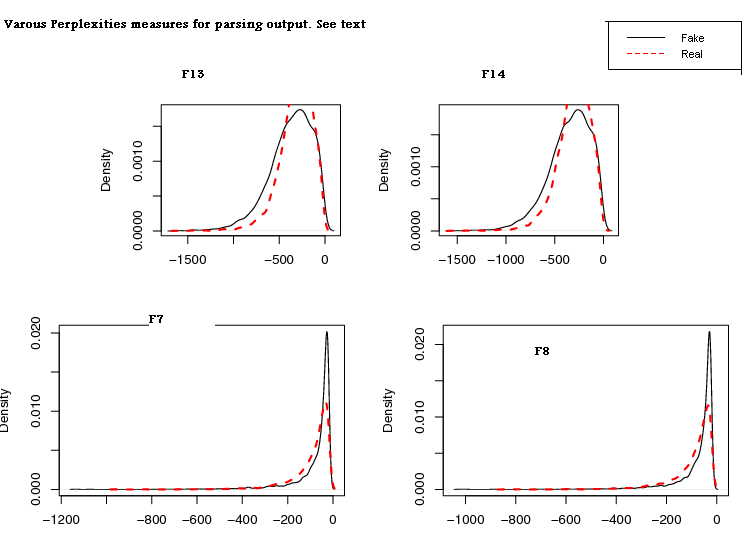 Varous Perplexities measures for parsing output. See text
Fake
Real
F13
F14
Density
0.0000
0.0010
−1500
−500
0
Density
0.0000
0.0010
−1500
−1000
−500
0
F7
F8
Density
0.000
0.010
0.020
−1200
−800
−600
−400
−200
0
Density
0.000
0.010
0.020
−1000
−800
−600
−400
−200
0